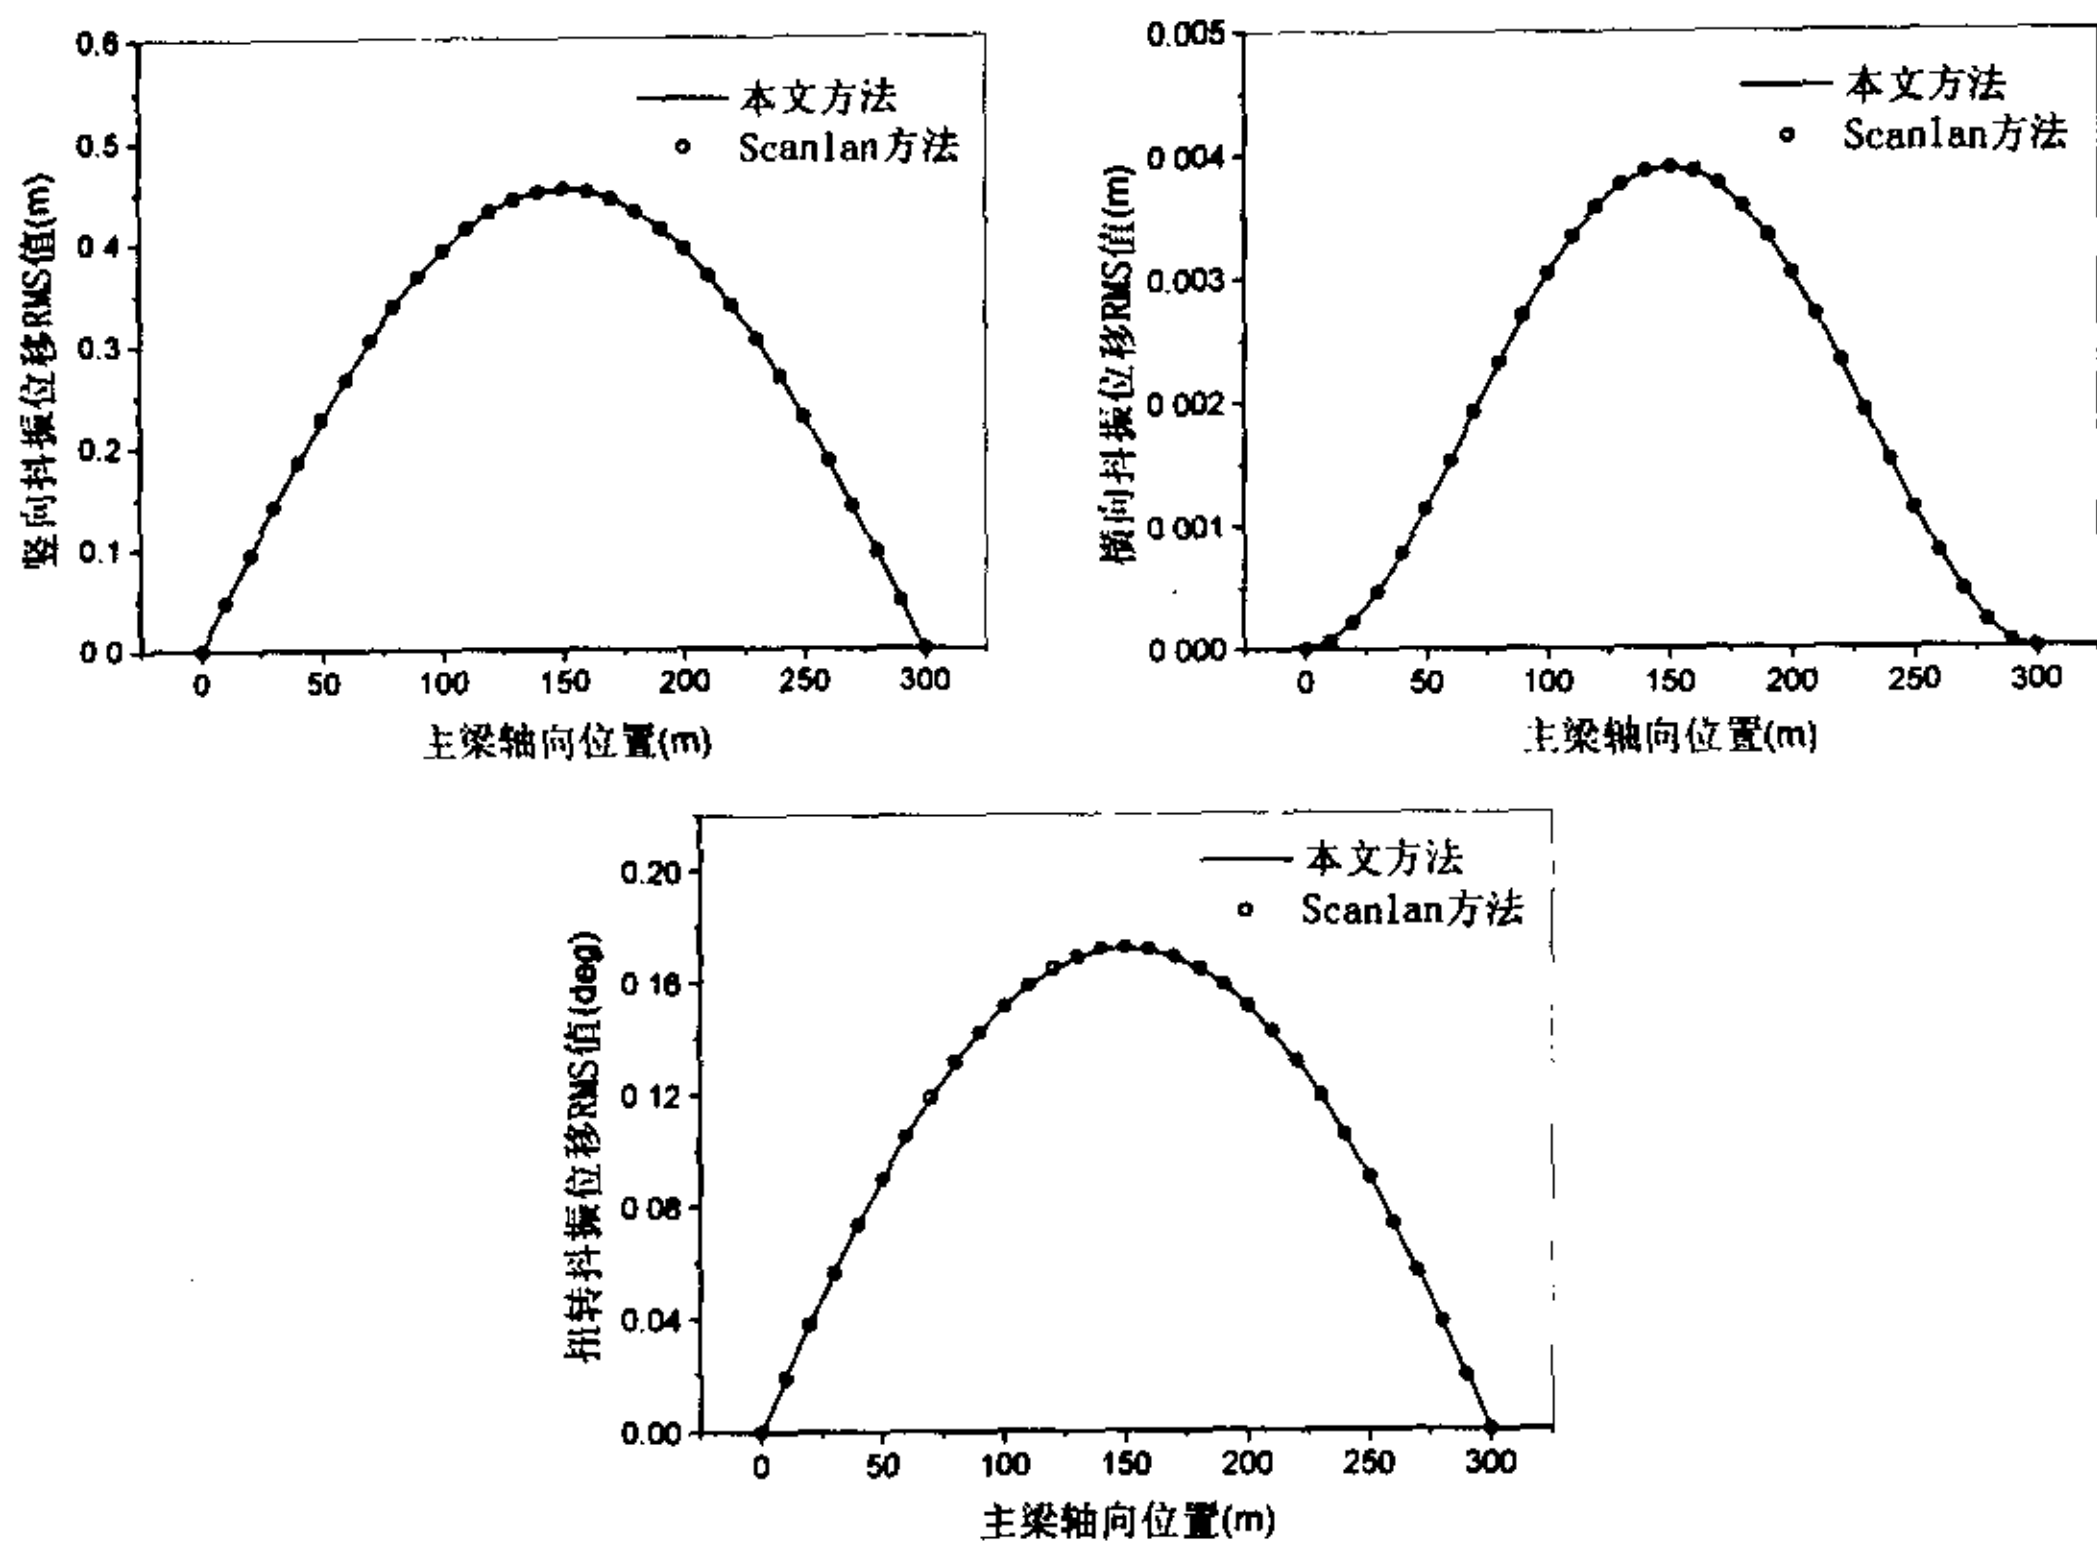 0.6
0.5
0.4
0.3
0.2
0.1
0 0
竖向抖振位移RMS值(m)
本文方法
Scanlan方法
0 50 100 150 200 250 300
主梁轴向位置(m)
0.005
0 004
0 003
0 002
0 001
0 000
横向抖振位移RMS值(m)
本文方法
Scanlan方法
0 50 100 150 200 250 300
主梁轴向位置(m)
0.20
0 16
0 12
0 08
0.04
0.00
扭转抖振位移RMS值(deg)
本文方法
Scanlan方法
0 50 100 150 200 250 300
主梁轴向位置(m)